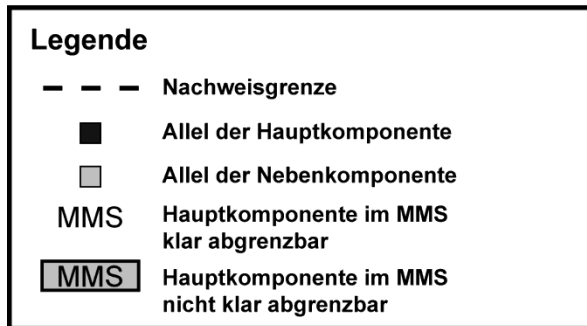 Legende
Nachweisgrenze
Allel der Hauptkomponente
Allel der Nebenkomponente
MMS Hauptkomponente im MMS
klar abgrenzbar
MMS Hauptkomponente im MMS
nicht klar abgrenzbar